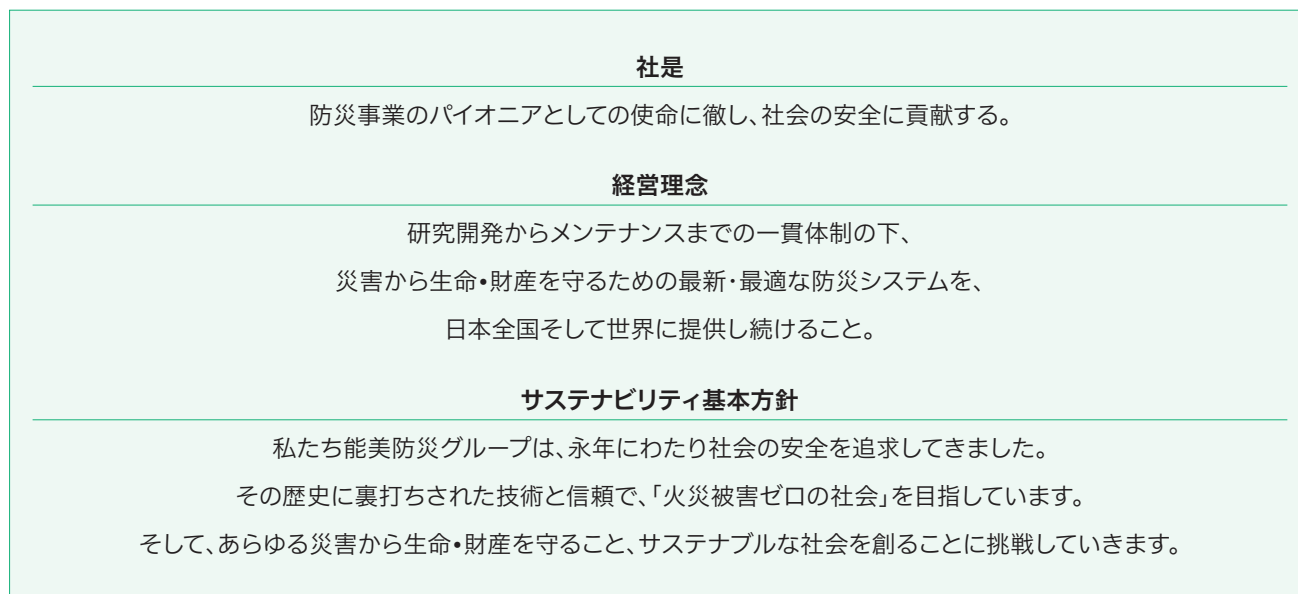 社是
防災事業のパイオニアとしての使命に徹し、社会の安全に貢献する。
経営理念
研究開発からメンテナンスまでの一貫体制の下、
災害から生命•財産を守るための最新･最適な防災システムを、
日本全国そして世界に提供し続けること。
サステナビリティ基本方針
私たち能美防災グループは、永年にわたり社会の安全を追求してきました。
その歴史に裏打ちされた技術と信頼で、「火災被害ゼロの社会」を目指しています。
そして、あらゆる災害から生命•財産を守ること、サステナブルな社会を創ることに挑戦していきます。